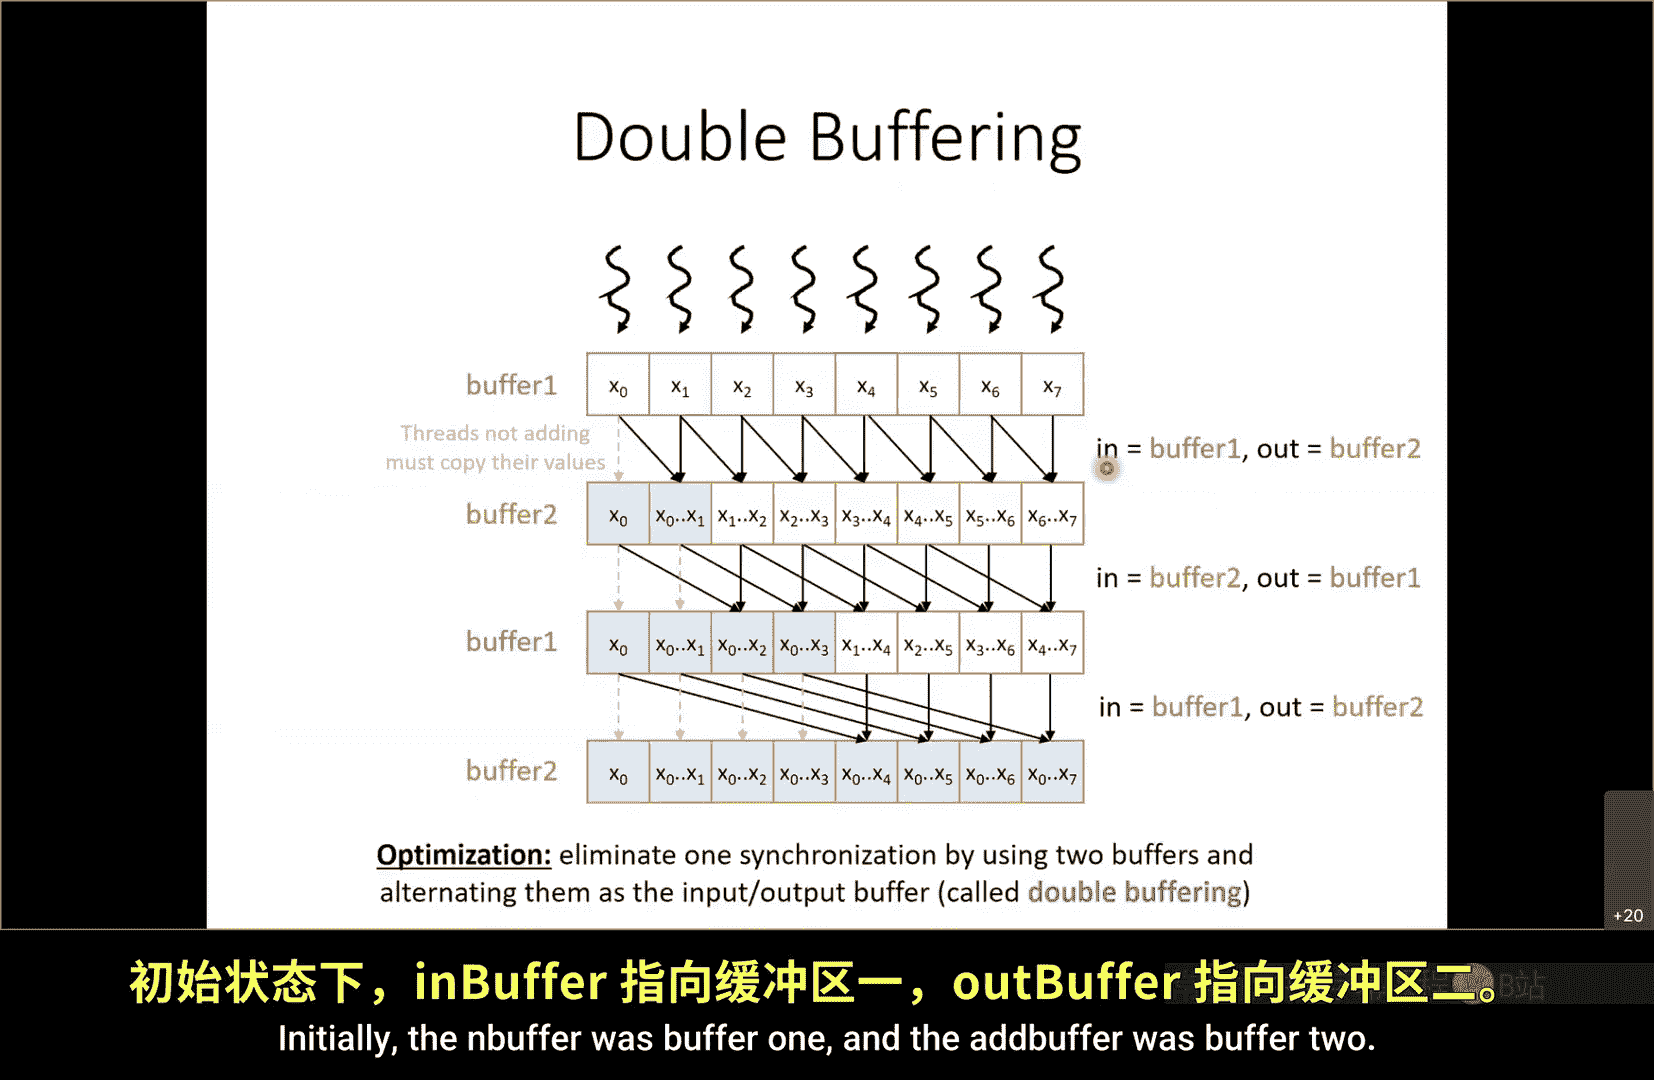 Double Buffering
buffer1 x₀ x₁ x₂ x₃ x₄ x₅ x₆ x₇
Threads not adding
must copy their values
in = buffer1, out = buffer2
buffer2 x₀ x₀..x₁ x₁..x₂ x₂..x₃ x₃..x₄ x₄..x₅ x₅..x₆ x₆..x₇
in = buffer2, out = buffer1
buffer1 x₀ x₀..x₁ x₀..x₂ x₀..x₃ x₁..x₄ x₂..x₅ x₃..x₆ x₄..x₇
in = buffer1, out = buffer2
buffer2 x₀ x₀..x₁ x₀..x₂ x₀..x₃ x₀..x₄ x₀..x₅ x₀..x₆ x₀..x₇
Optimization: eliminate one synchronization by using two buffers and
alternating them as the input/output buffer (called double buffering)
+20
初始状态下，inBuffer 指向缓冲区一，outBuffer 指向缓冲区二。
B站
Initially, the nbuffer was buffer one, and the addbuffer was buffer two.